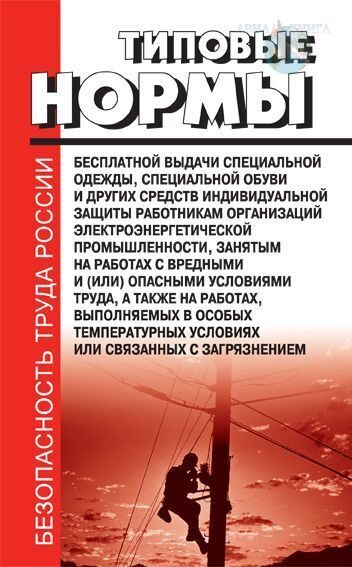 ТИПОВЫЕ
НОРМЫ
БЕСПЛАТНОЙ ВЫДАЧИ СПЕЦИАЛЬНОЙ
ОДЕЖДЫ, СПЕЦИАЛЬНОЙ ОБУВИ
И ДРУГИХ СРЕДСТВ ИНДИВИДУАЛЬНОЙ
ЗАЩИТЫ РАБОТНИКАМ ОРГАНИЗАЦИЙ
ЭЛЕКТРОЭНЕРГЕТИЧЕСКОЙ
ПРОМЫШЛЕННОСТИ, ЗАНЯТЫМ
НА РАБОТАХ С ВРЕДНЫМИ
И (ИЛИ) ОПАСНЫМИ УСЛОВИЯМИ
ТРУДА, А ТАКЖЕ НА РАБОТАХ,
ВЫПОЛНЯЕМЫХ В ОСОБЫХ
ТЕМПЕРАТУРНЫХ УСЛОВИЯХ
ИЛИ СВЯЗАННЫХ С ЗАГРЯЗНЕНИЕМ
БЕЗОПАСНОСТЬ ТРУДА РОССИИ